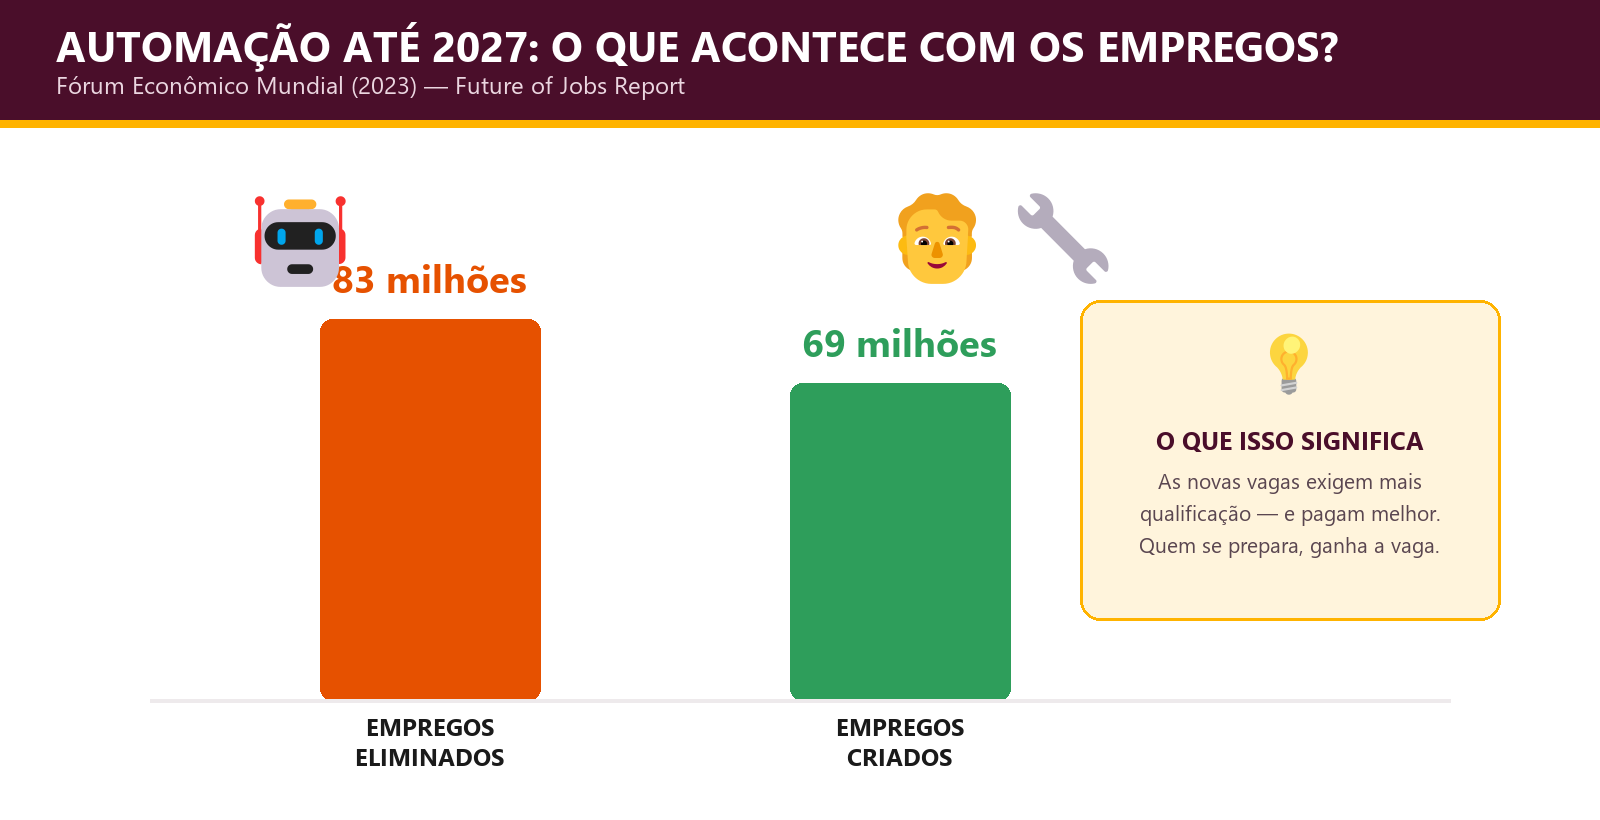 AUTOMAÇÃO ATÉ 2027: O QUE ACONTECE COM OS EMPREGOS?
Fórum Econômico Mundial (2023) — Future of Jobs Report
83 milhões
69 milhões
O QUE ISSO SIGNIFICA
As novas vagas exigem mais
qualificação — e pagam melhor.
Quem se prepara, ganha a vaga.
EMPREGOS
ELIMINADOS
EMPREGOS
CRIADOS